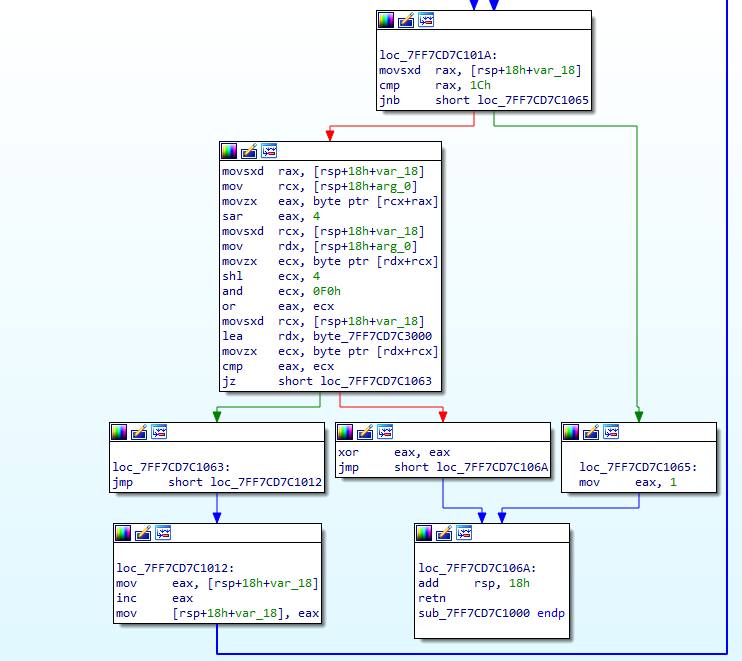 loc_7FF7CD7C101A:
movsxd rax, [rsp+18h+var_18]
cmp rax, 1Ch
jnb short loc_7FF7CD7C1065
movsxd rax, [rsp+18h+var_18]
mov rcx, [rsp+18h+arg_0]
movzx eax, byte ptr [rcx+rax]
sar eax, 4
movsxd rcx, [rsp+18h+var_18]
mov rdx, [rsp+18h+arg_0]
movzx ecx, byte ptr [rdx+rcx]
shl ecx, 4
and ecx, 0F0h
or eax, ecx
movsxd rcx, [rsp+18h+var_18]
lea rdx, byte_7FF7CD7C3000
movzx ecx, byte ptr [rdx+rcx]
cmp eax, ecx
jz short loc_7FF7CD7C1063
loc_7FF7CD7C1063:
jmp short loc_7FF7CD7C1012
xor eax, eax
jmp short loc_7FF7CD7C106A
loc_7FF7CD7C1065:
mov eax, 1
loc_7FF7CD7C1012:
mov eax, [rsp+18h+var_18]
inc eax
mov [rsp+18h+var_18], eax
loc_7FF7CD7C106A:
add rsp, 18h
retn
sub_7FF7CD7C1000 endp